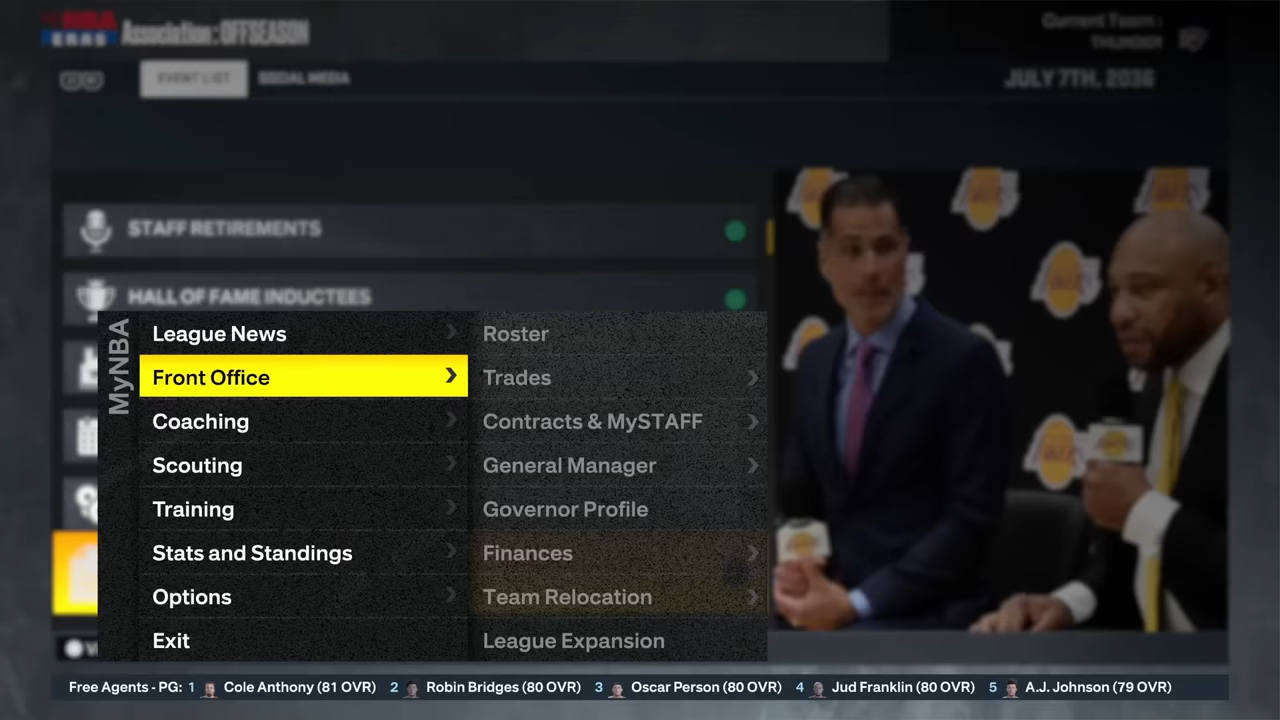 NBA
ERAS
Association: OFFSEASON
Current Team:
THUNDER
EVENT LIST
SOCIAL MEDIA
JULY 7TH, 2036
STAFF RETIREMENTS
HALL OF FAME INDUCTEES
MyNBA
League News
Front Office
Coaching
Scouting
Training
Stats and Standings
Options
Exit
Roster
Trades
Contracts & MySTAFF
General Manager
Governor Profile
Finances
Team Relocation
League Expansion
Free Agents - PG: 1 Cole Anthony (81 OVR) 2 Robin Bridges (80 OVR) 3 Oscar Person (80 OVR) 4 Jud Franklin (80 OVR) 5 A.J. Johnson (79 OVR)